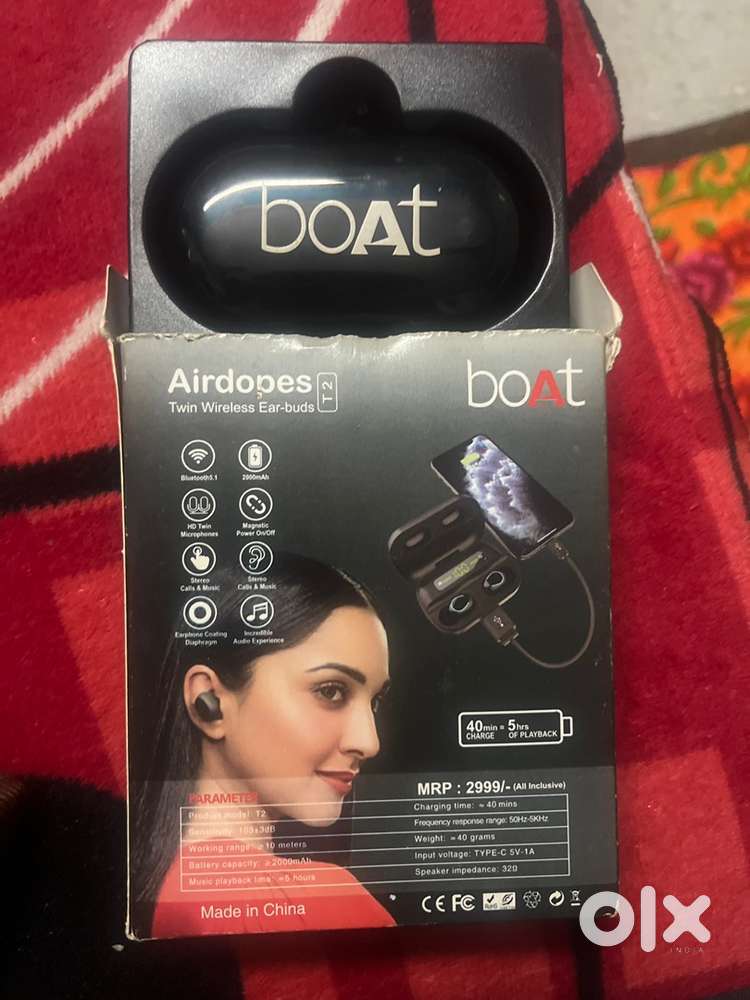 boAt
Airdopes T2
Twin Wireless Ear-buds
boAt
Bluetooth5.1
2800mAh
HD Twin
Microphones
Magnetic
Power On/Off
Stereo
Calls & Music
Stereo
Calls & Music
Earphone Coating
Diaphragm
Incredible
Audio Experience
40min = 5hrs
CHARGE OF PLAYBACK
MRP : 2999/- (All Inclusive)
PARAMETER
Product model: T2
Sensitivity: 105±3dB
Working range: ≥10 meters
Battery capacity: ≥2000mAh
Music playback time: ≈5 hours
Charging time: ≈ 40 mins
Frequency response range: 50Hz-5KHz
Weight: ≈40 grams
Input voltage: TYPE-C 5V-1A
Speaker impedance: 32Ω
Made in China
CE FC RoHS
olx
INDIA